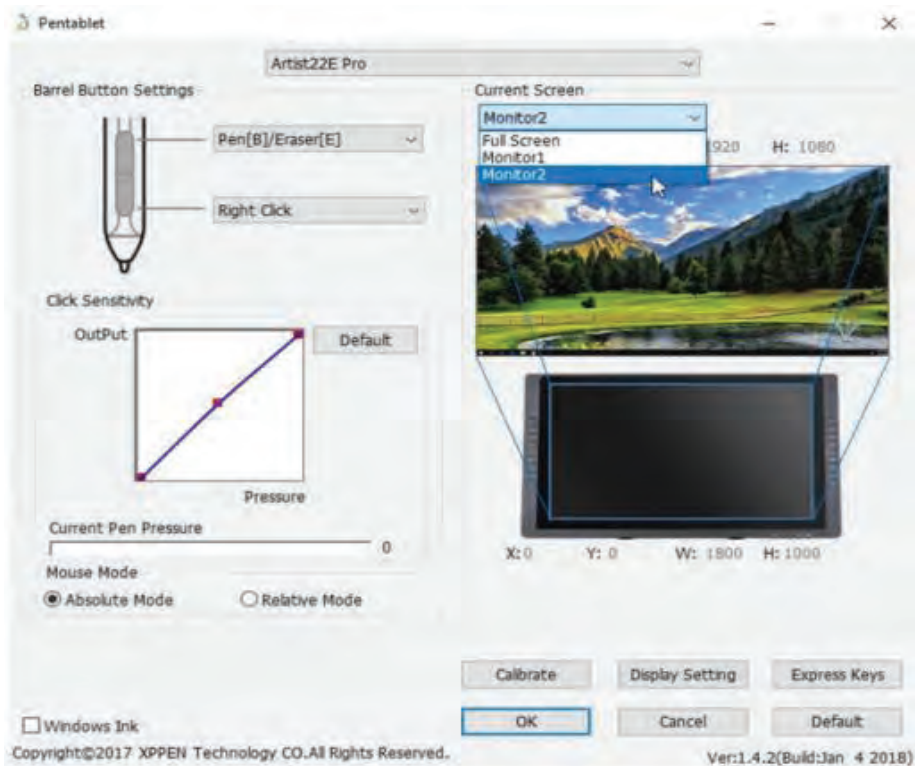 Pentablet
Artist22E Pro
Barrel Button Settings
Pen[B]/Eraser[E]
Right Click
Click Sensitivity
OutPut
Default
Pressure
Current Pen Pressure
0
Mouse Mode
Absolute Mode
Relative Mode
Current Screen
Monitor2
Full Screen
Monitor1
Monitor2
1920 H: 1080
X: 0 Y: 0 W: 1800 H: 1000
Calibrate Display Setting Express Keys
OK Cancel Default
Windows Ink
Copyright©2017 XPPEN Technology CO.All Rights Reserved.
Ver:1.4.2(Build:Jan 4 2018)